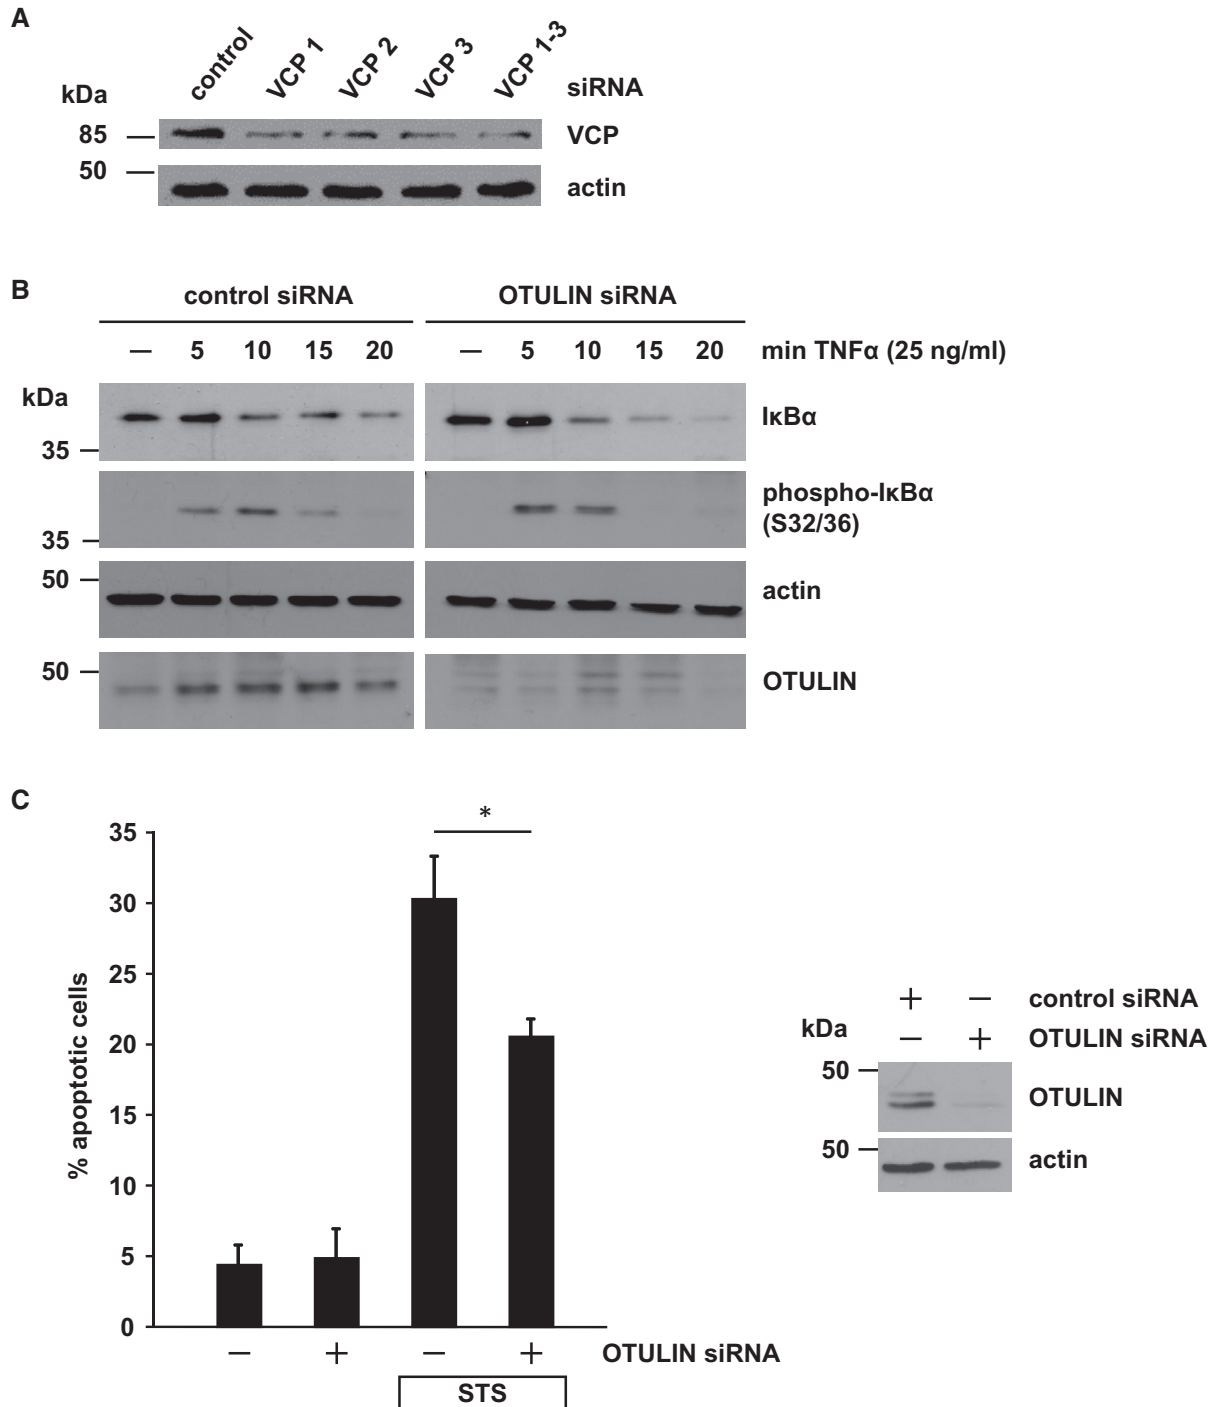 A
control VCP 1 VCP 2 VCP 3 VCP 1-3 siRNA
kDa
85 VCP
50
actin
B
control siRNA OTULIN siRNA
— 5 10 15 20 — 5 10 15 20 min TNFα (25 ng/ml)
kDa
IκBα
35
phospho-IκBα
(S32/36)
35
50
actin
50
OTULIN
C
*
35
30
25
20
15
10
5
0
% apoptotic cells
— + — + OTULIN siRNA
STS
+ — control siRNA
kDa
— + OTULIN siRNA
50
OTULIN
50
actin